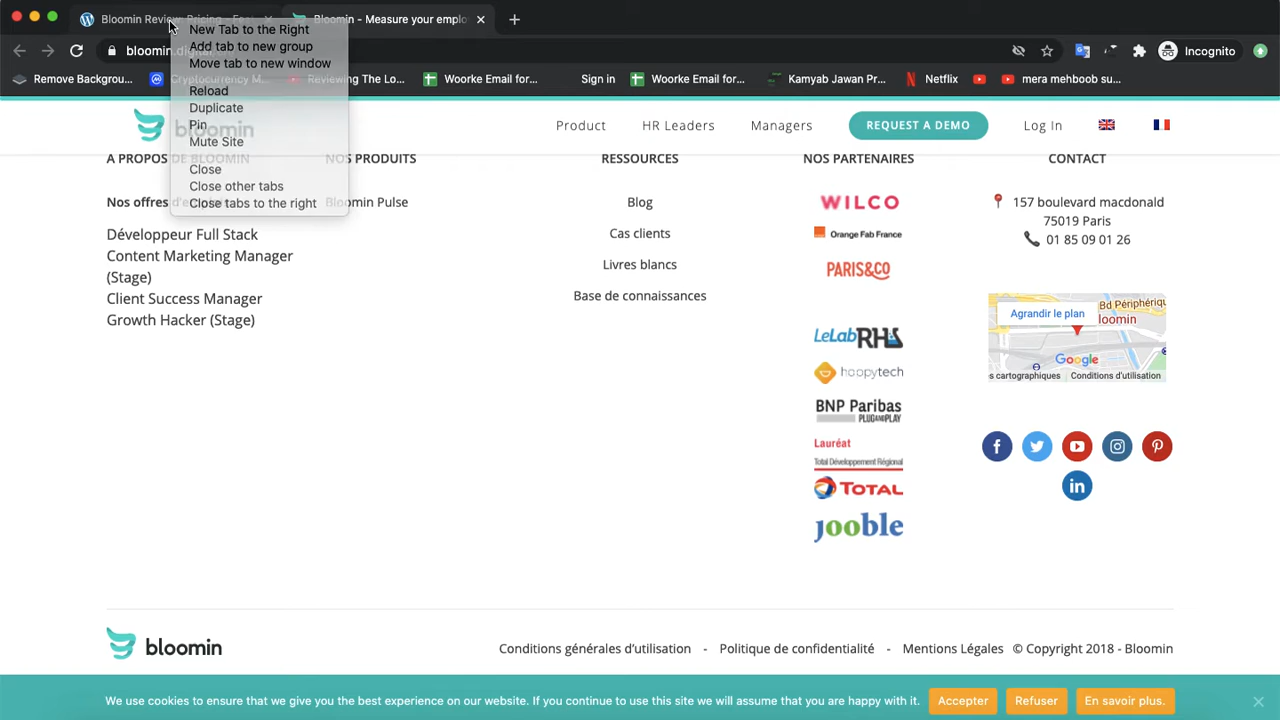 Bloomin Review: Pricing - Fea
Bloomin - Measure your emplo
bloomin.digital
Incognito
Remove Backgrou...
Cryptocurrency M...
Reviewing The Lo...
Woorke Email for...
Sign in
Woorke Email for...
Kamyab Jawan Pr...
Netflix
mera mehboob su...
New Tab to the Right
Add tab to new group
Move tab to new window
Reload
Duplicate
Pin
Mute Site
Close
Close other tabs
Close tabs to the right
bloomin
Product
HR Leaders
Managers
REQUEST A DEMO
Log In
A PROPOS DE BLOOMIN
Nos offres d'e
Développeur Full Stack
Content Marketing Manager
(Stage)
Client Success Manager
Growth Hacker (Stage)
NOS PRODUITS
Bloomin Pulse
RESSOURCES
Blog
Cas clients
Livres blancs
Base de connaissances
NOS PARTENAIRES
WILCO
Orange Fab France
PARIS&CO
LeLabRHS
happytech
BNP Paribas
PLUGANDPLAY
Lauréat
Total Développement Régional
TOTAL
jooble
CONTACT
157 boulevard macdonald
75019 Paris
01 85 09 01 26
Bd Périphériqu
Agrandir le plan
loomin
Google
s cartographiques
Conditions d'utilisation
bloomin
Conditions générales d'utilisation - Politique de confidentialité - Mentions Légales © Copyright 2018 - Bloomin
We use cookies to ensure that we give you the best experience on our website. If you continue to use this site we will assume that you are happy with it.
Accepter
Refuser
En savoir plus.